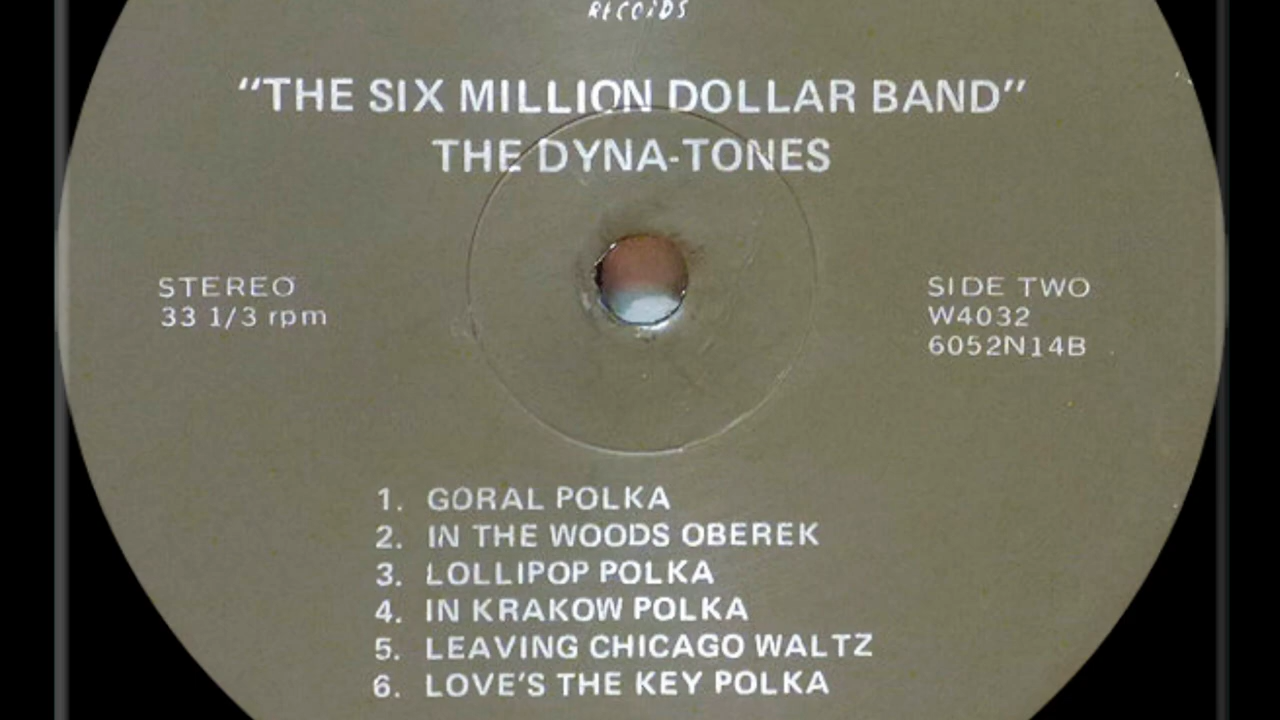 RECORDS
"THE SIX MILLION DOLLAR BAND"
THE DYNA-TONES
STEREO
33 1/3 rpm
SIDE TWO
W4032
6052N14B
1. GORAL POLKA
2. IN THE WOODS OBEREK
3. LOLLIPOP POLKA
4. IN KRAKOW POLKA
5. LEAVING CHICAGO WALTZ
6. LOVE'S THE KEY POLKA